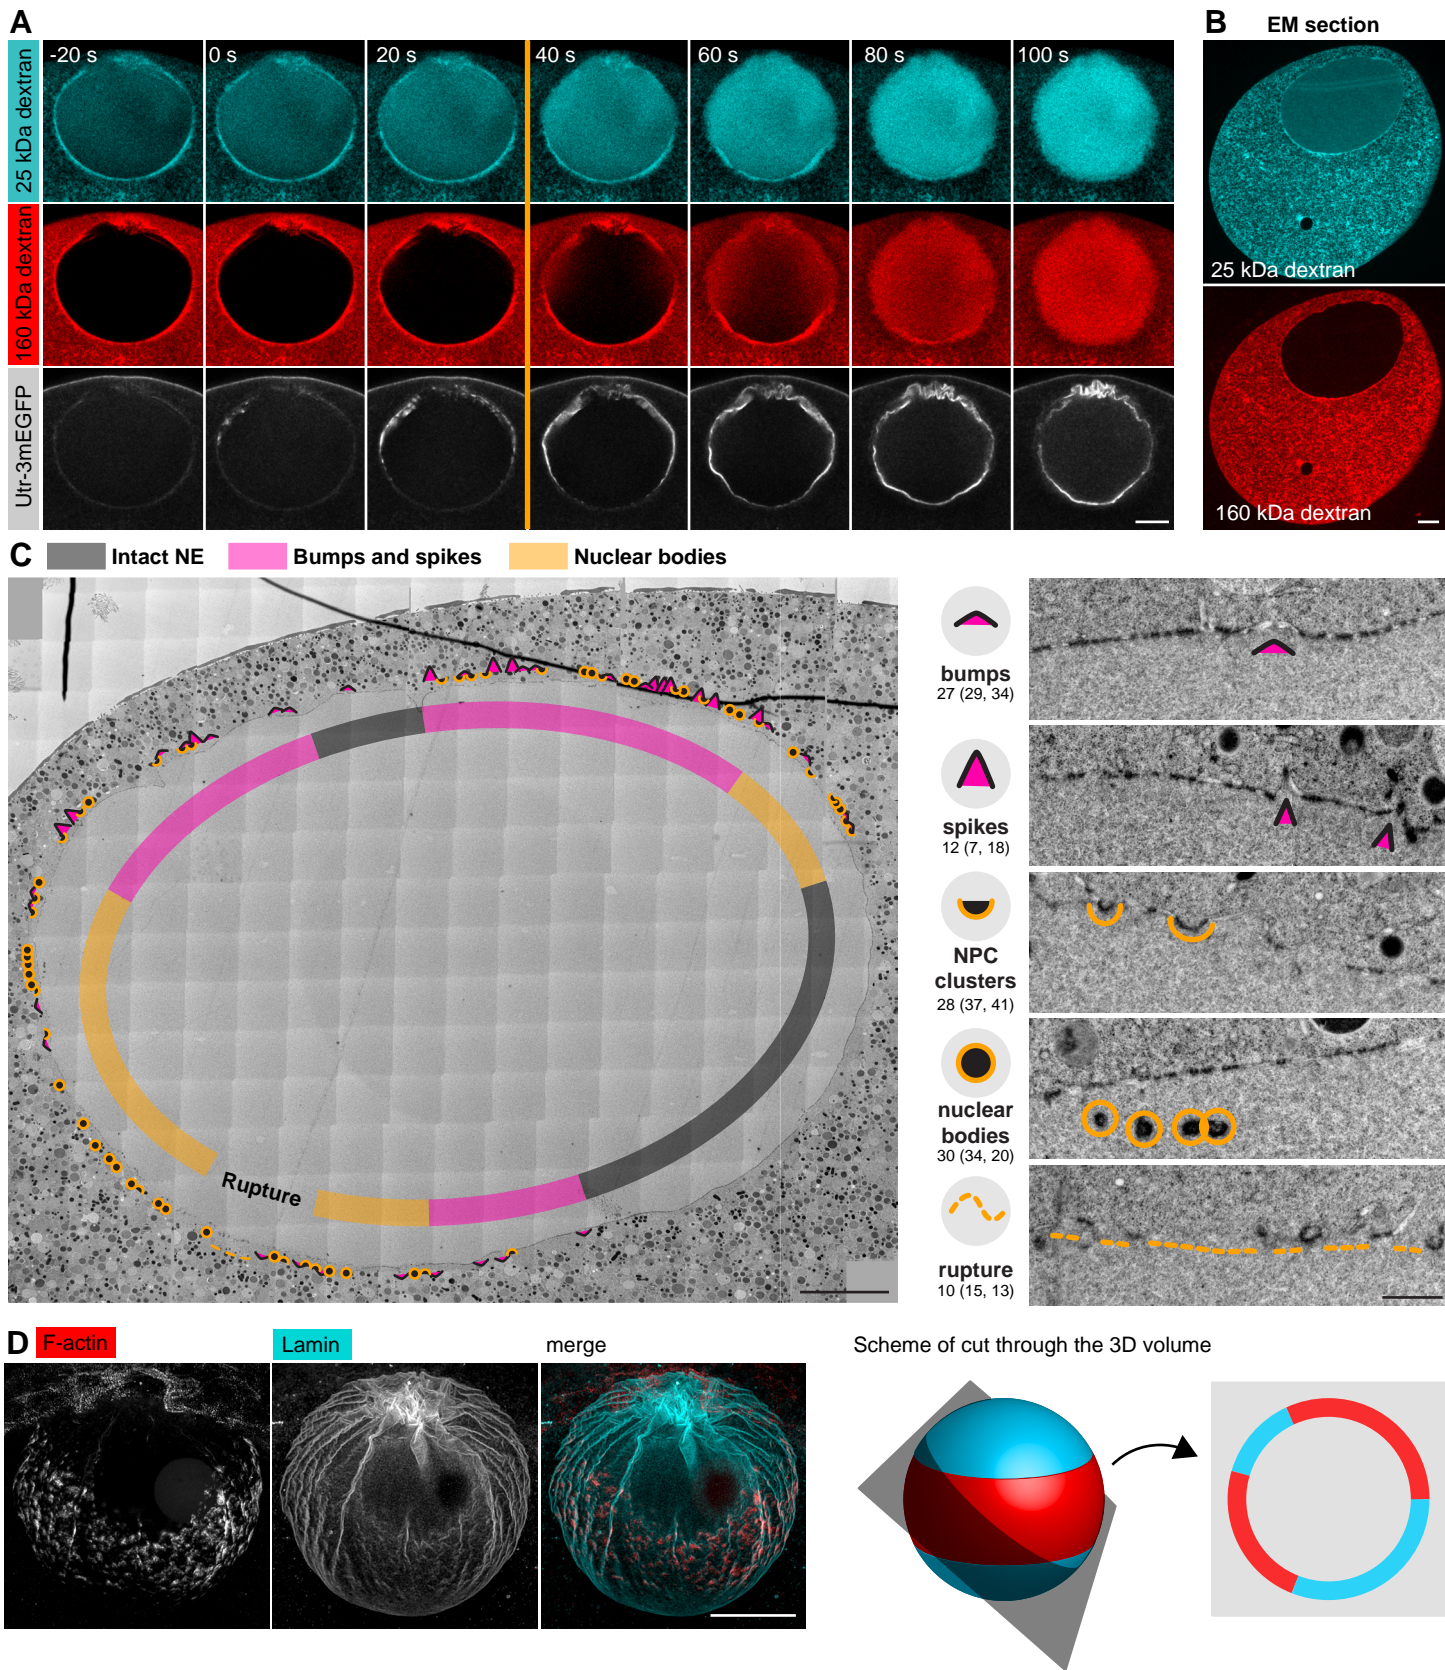 A
-20 s
0 s
20 s
40 s
60 s
80 s
100 s
25 kDa dextran
160 kDa dextran
Utr-3mEGFP
B
EM section
25 kDa dextran
160 kDa dextran
C
Intact NE
Bumps and spikes
Nuclear bodies
Rupture
bumps
27 (29, 34)
spikes
12 (7, 18)
NPC
clusters
28 (37, 41)
nuclear
bodies
30 (34, 20)
rupture
10 (15, 13)
D
F-actin
Lamin
merge
Scheme of cut through the 3D volume